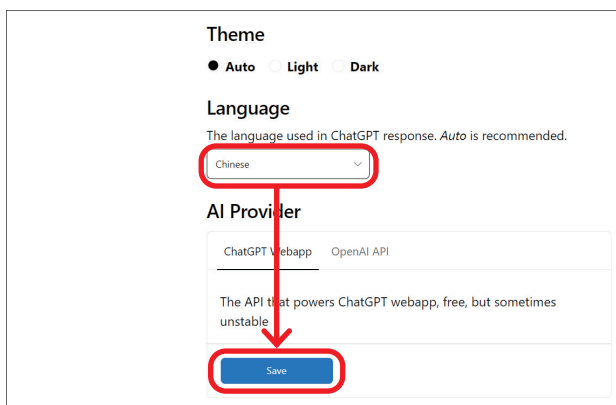 Theme
Auto Light Dark
Language
The language used in ChatGPT response. Auto is recommended.
Chinese
AI Provider
ChatGPT Webapp OpenAI API
The API that powers ChatGPT webapp, free, but sometimes
unstable
Save